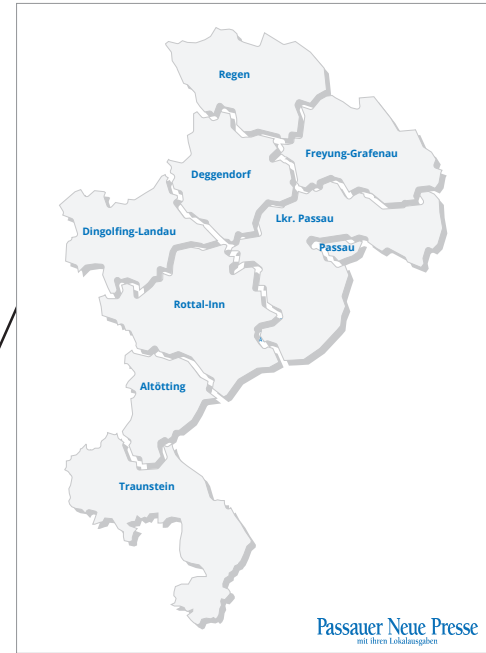 Regen
Freyung-Grafenau
Deggendorf
Lkr. Passau
Dingolfing-Landau
Passau
Rottal-Inn
Altötting
Traunstein
Passauer Neue Presse
mit ihren Lokalausgaben